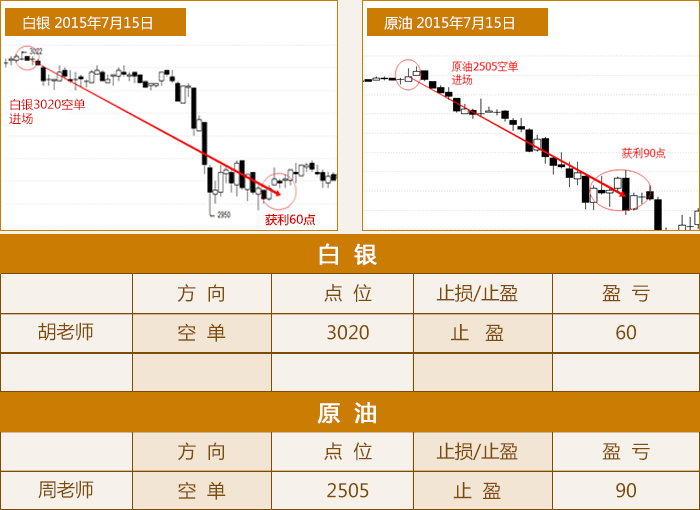 白银 2015年7月15日
3022
白银3020空单
进场
2950
获利60点
原油 2015年7月15日
原油2505空单
进场
获利90点
白 银
方 向 点 位 止损/止盈 盈 亏
胡老师 空 单 3020 止 盈 60
原 油
方 向 点 位 止损/止盈 盈 亏
周老师 空 单 2505 止 盈 90